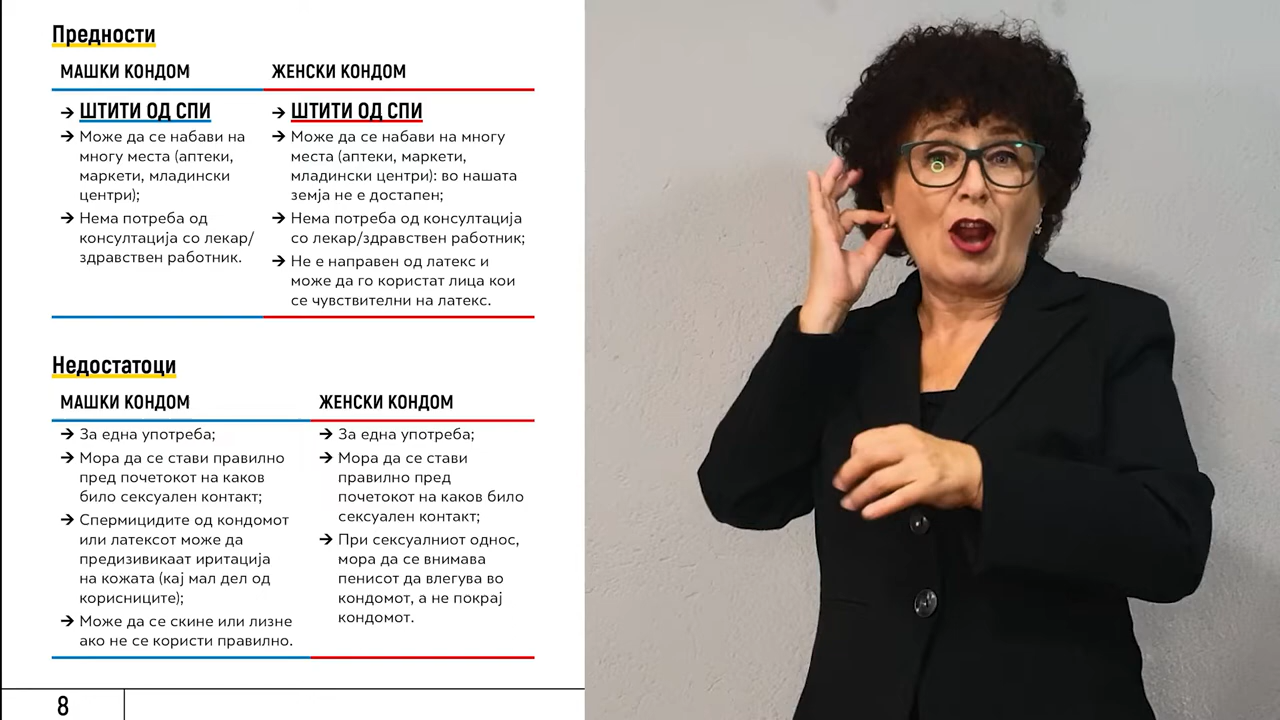 Предности
МАШКИ КОНДОМ
→ ШТИТИ ОД СПИ
→ Може да се набави на
многу места (аптеки,
маркети, младински
центри);
→ Нема потреба од
консултација со лекар/
здравствен работник.
ЖЕНСКИ КОНДОМ
→ ШТИТИ ОД СПИ
→ Може да се набави на многу
места (аптеки, маркети,
младински центри): во нашата
земја не е достапен;
→ Нема потреба од консултација
со лекар/здравствен работник;
→ Не е направен од латекс и
може да го користат лица кои
се чувствителни на латекс.
Недостатоци
МАШКИ КОНДОМ
→ За една употреба;
→ Мора да се стави правилно
пред почетокот на каков
било сексуален контакт;
→ Спермицидите од кондомот
или латексот може да
предизивикаат иритација
на кожата (кај мал дел од
корисниците);
→ Може да се скине или лизне
ако не се користи правилно.
ЖЕНСКИ КОНДОМ
→ За една употреба;
→ Мора да се стави
правилно пред
почетокот на каков било
сексуален контакт;
→ При сексуалниот однос,
мора да се внимава
пенисот да влегува во
кондомот, а не покрај
кондомот.
8